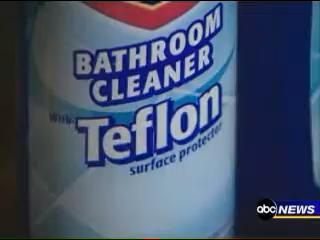 BATHROOM
CLEANER
with
Teflon
surface protector
abc NEWS